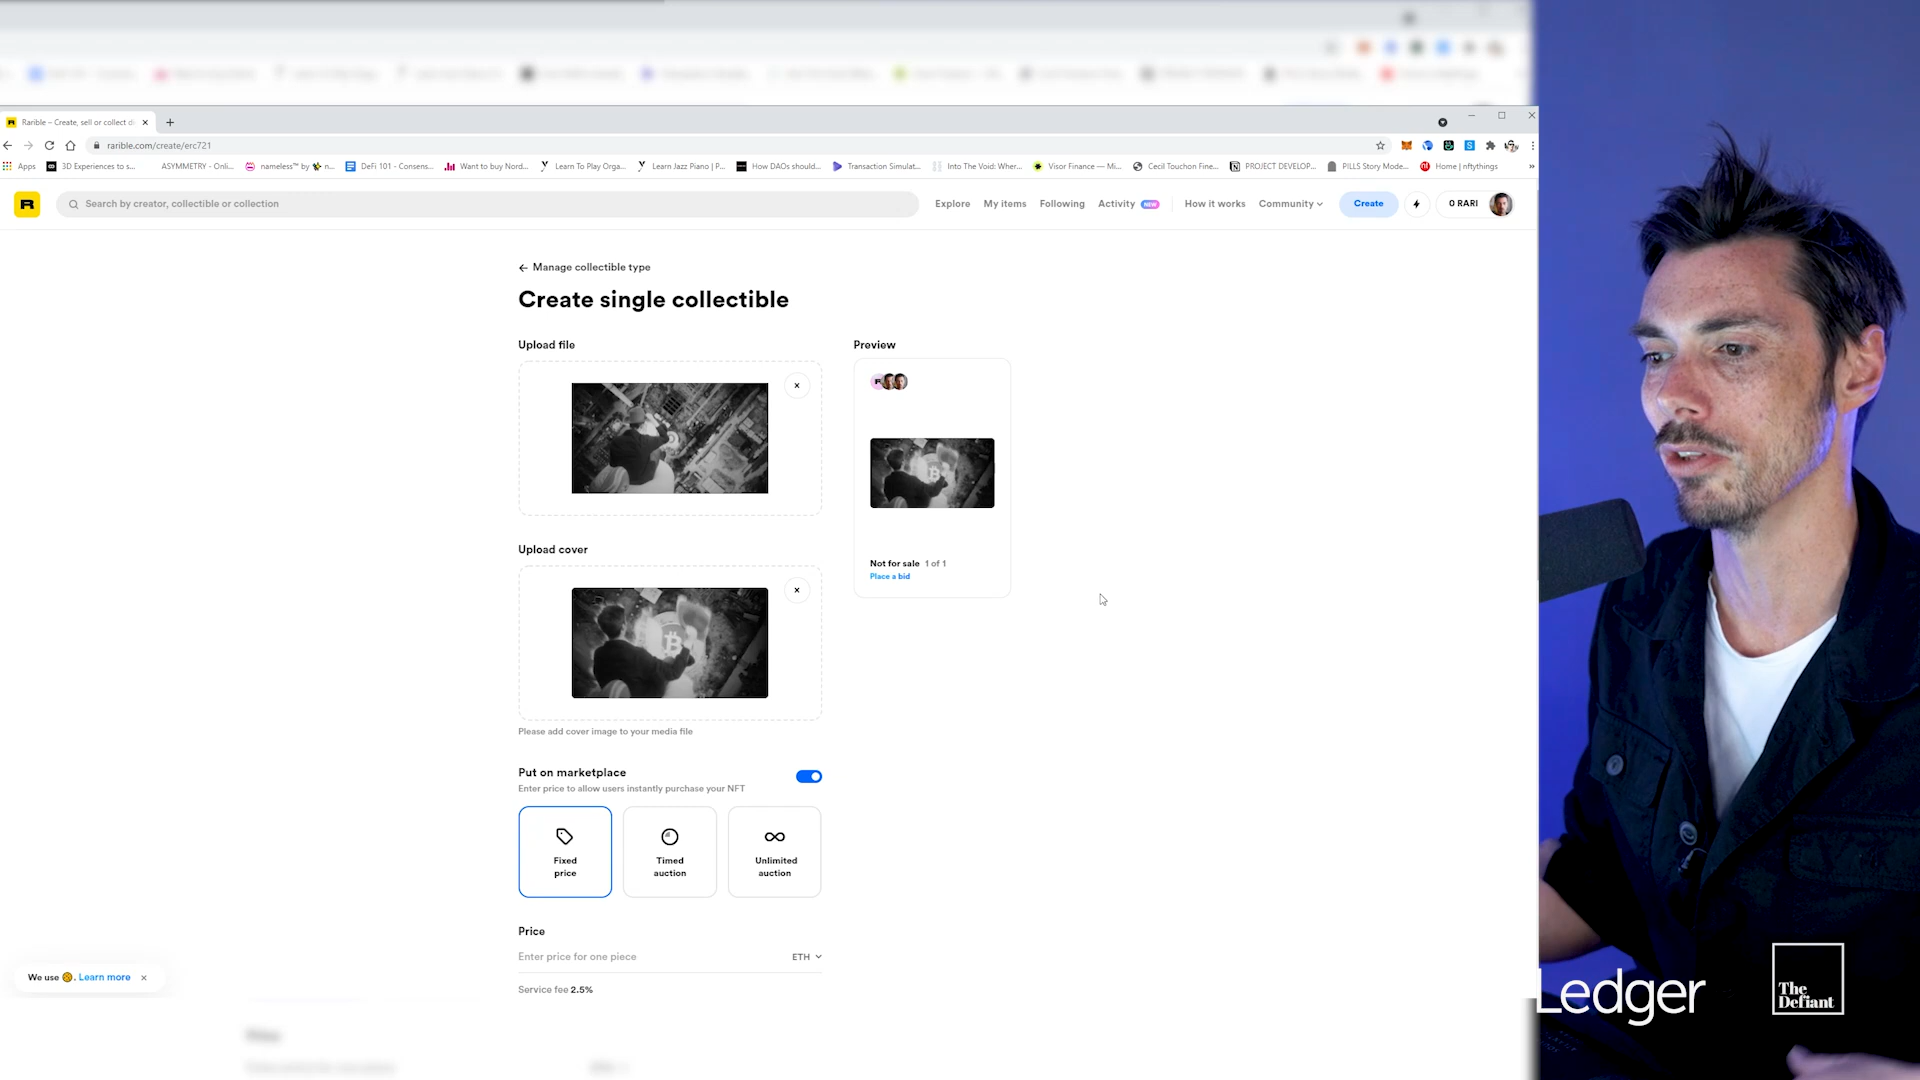 Rarible – Create, sell or collect di
rarible.com/create/erc721
Apps
3D Experiences to s...
ASYMMETRY - Onli...
nameless™ by
n...
DeFi 101 - Consens...
Want to buy Nord...
Learn To Play Orga...
Learn Jazz Piano | P...
How DAOs should...
Transaction Simulat...
Into The Void: Wher...
Visor Finance — Mi...
Cecil Touchon Fine...
PROJECT DEVELOP...
PILLS Story Mode...
Home | nftythings
»
R
Search by creator, collectible or collection
Explore
My items
Following
Activity
NEW
How it works
Community
Create
0 RARI
Manage collectible type
Create single collectible
Upload file
Preview
Not for sale 1 of 1
Place a bid
Upload cover
Please add cover image to your media file
Put on marketplace
Enter price to allow users instantly purchase your NFT
Fixed
price
Timed
auction
Unlimited
auction
Price
Enter price for one piece
ETH
Service fee 2.5%
We use
. Learn more
Ledger
The
Defiant